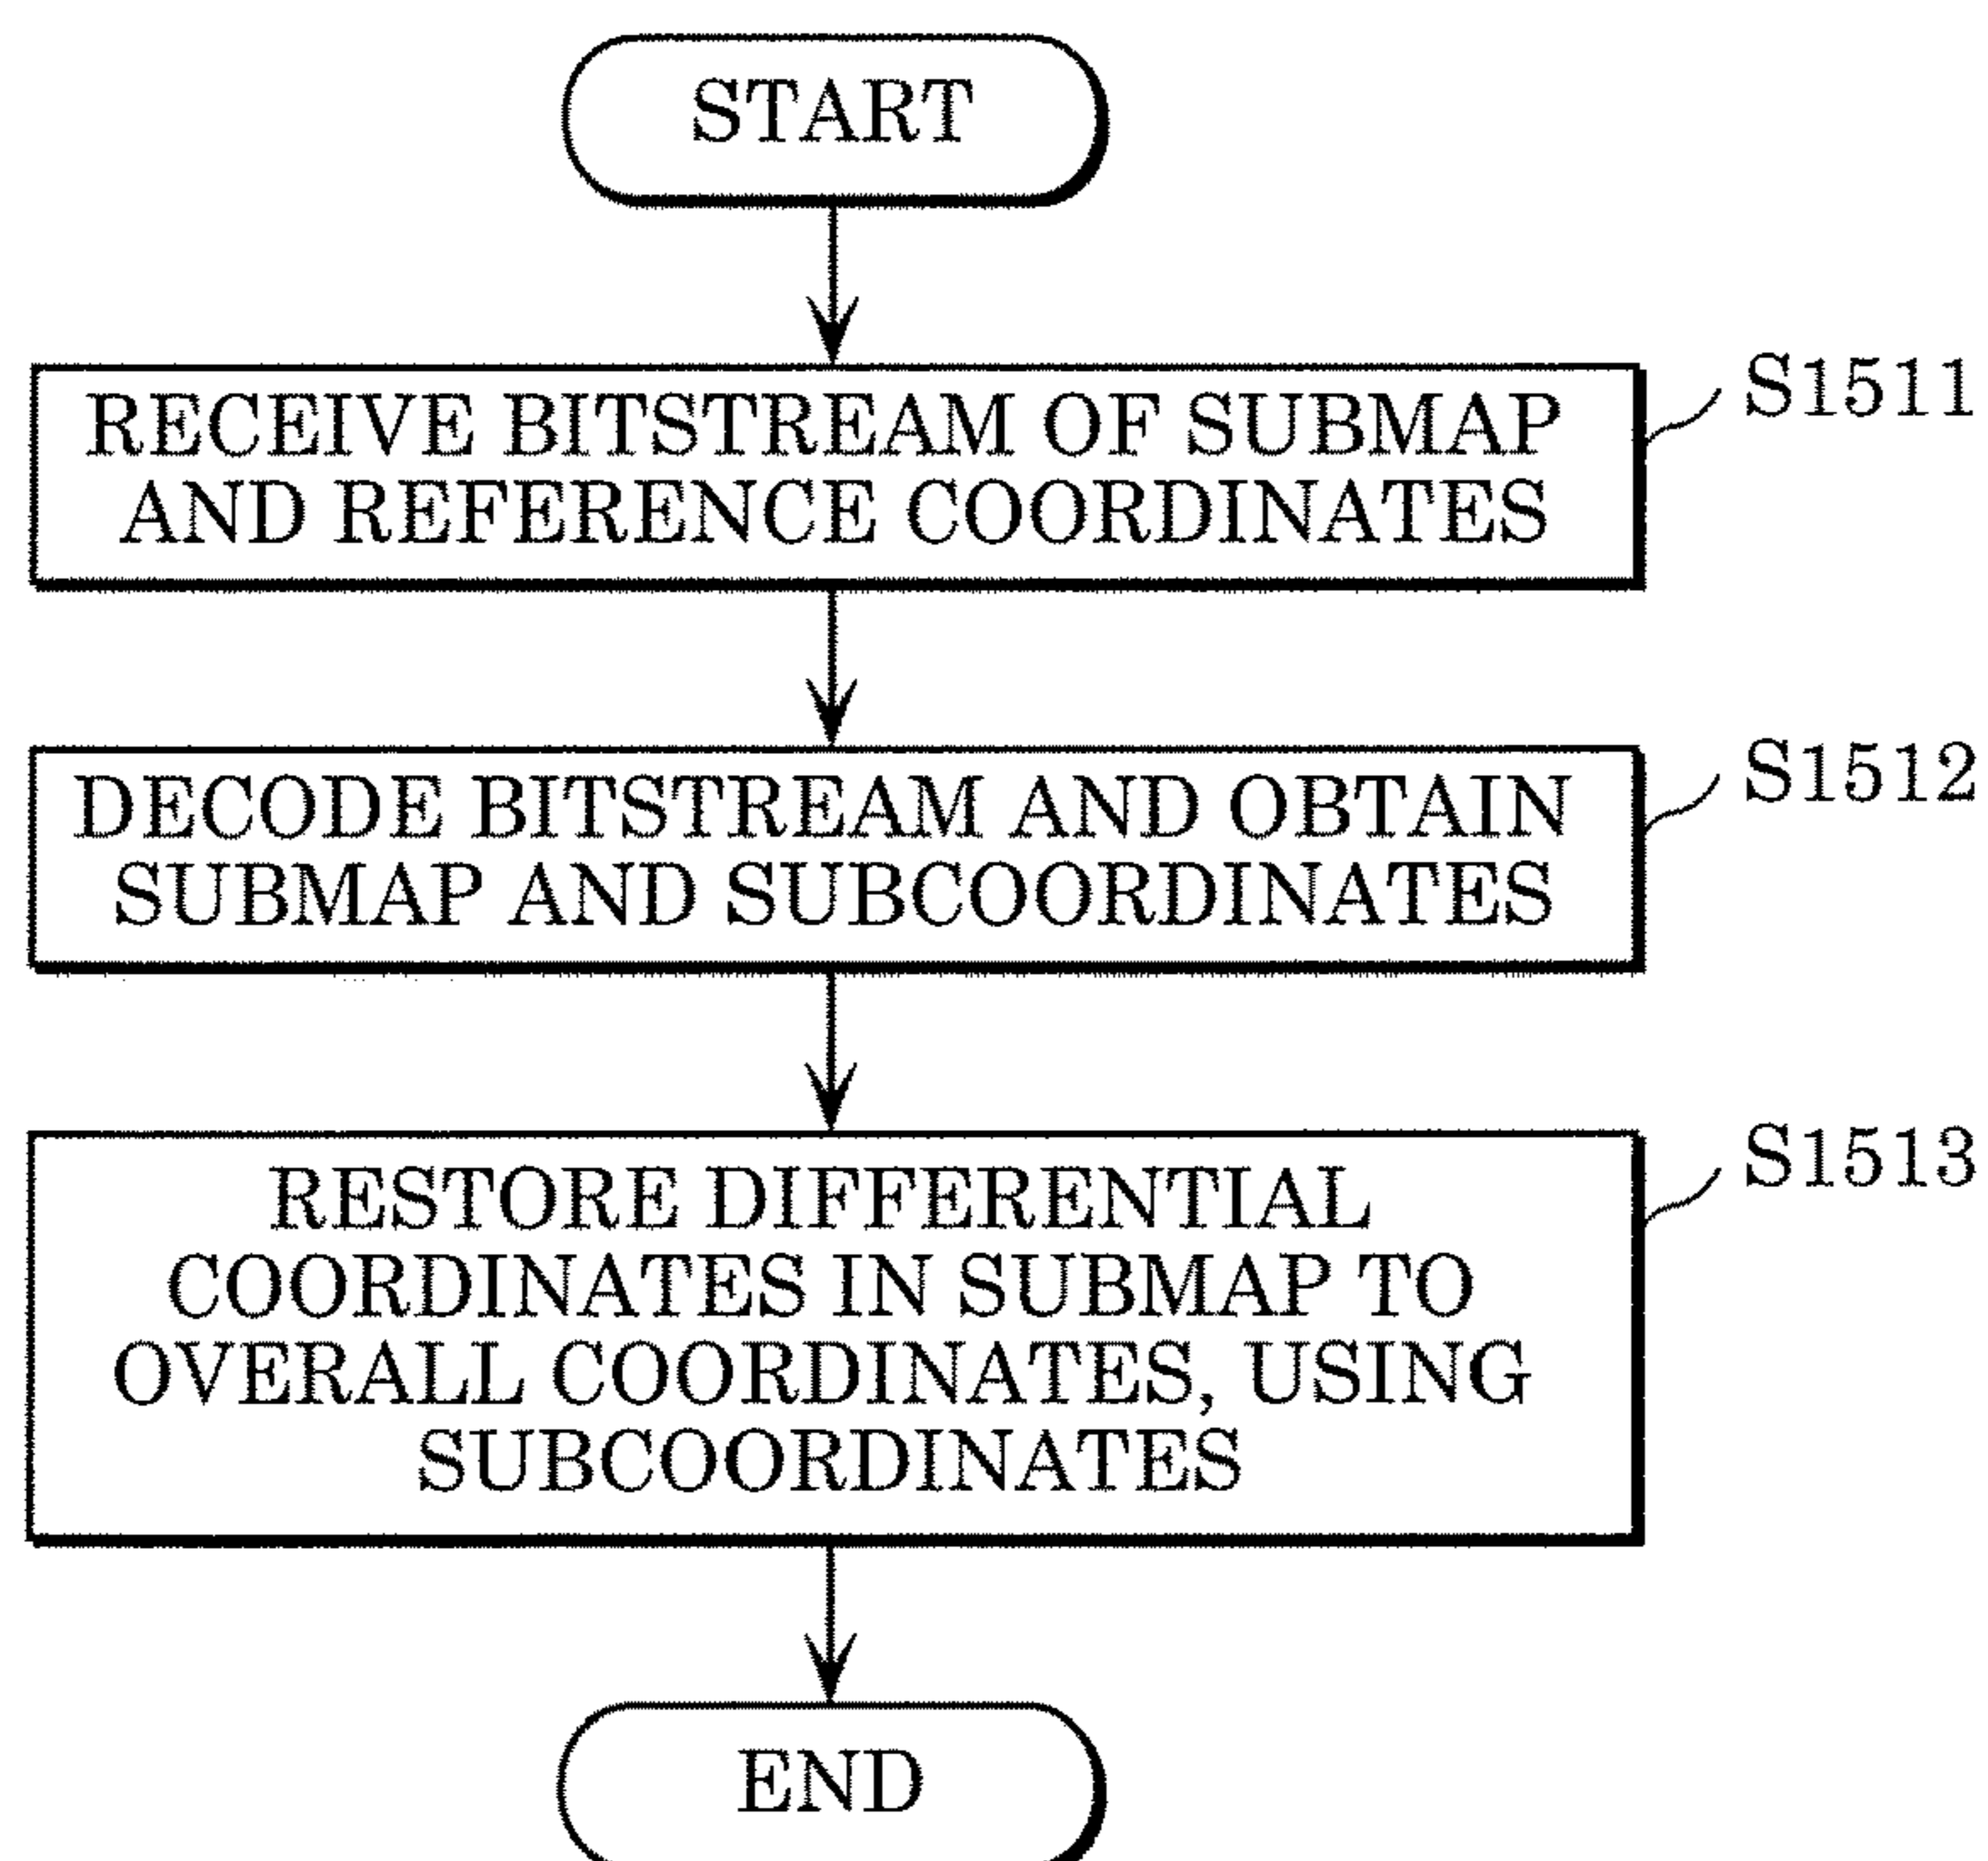 START
RECEIVE BITSTREAM OF SUBMAP
AND REFERENCE COORDINATES
S1511
DECODE BITSTREAM AND OBTAIN
SUBMAP AND SUBCOORDINATES
S1512
RESTORE DIFFERENTIAL
COORDINATES IN SUBMAP TO
OVERALL COORDINATES, USING
SUBCOORDINATES
S1513
END